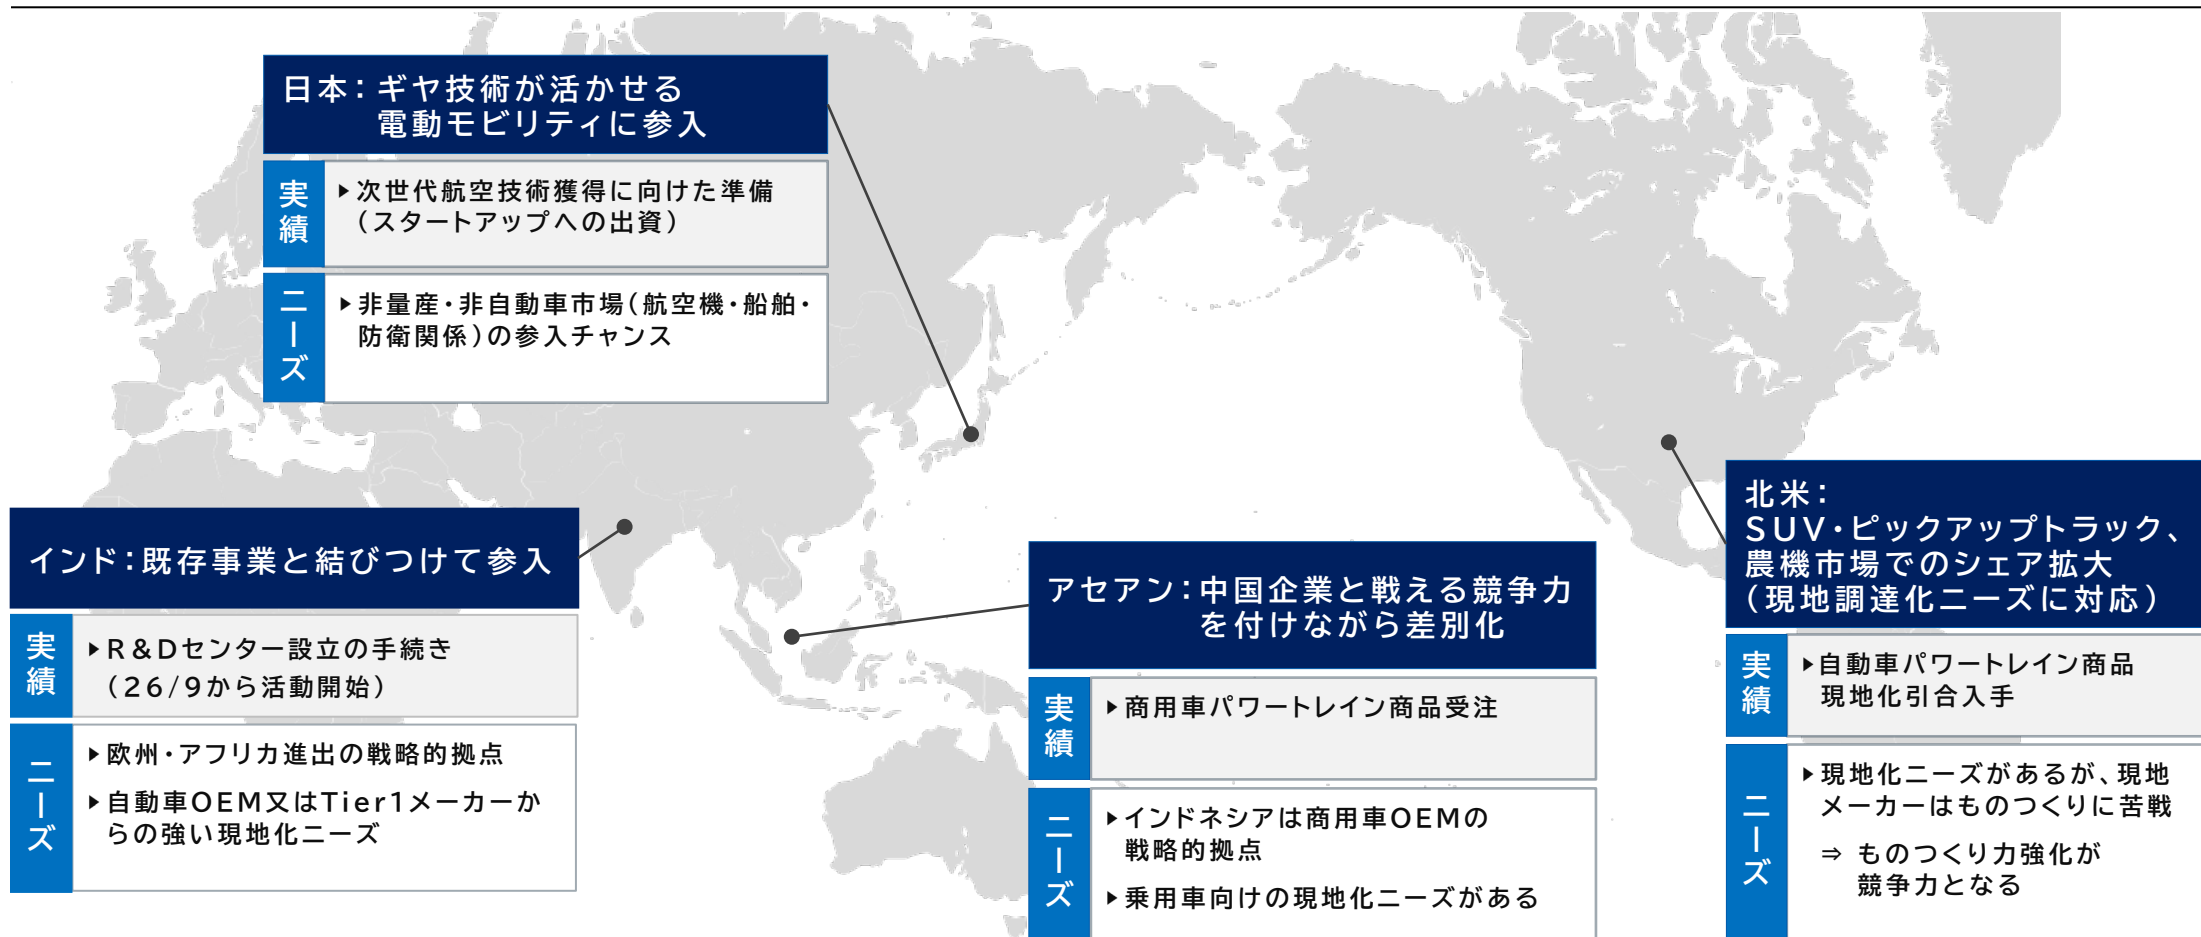 日本：ギヤ技術が活かせる
電動モビリティに参入
実績
▶次世代航空技術獲得に向けた準備
（スタートアップへの出資）
ニーズ
▶非量産・非自動車市場（航空機・船舶・
防衛関係）の参入チャンス
インド：既存事業と結びつけて参入
実績
▶R＆Dセンター設立の手続き
（26/9から活動開始）
ニーズ
▶欧州・アフリカ進出の戦略的拠点
▶自動車OEM又はTier1メーカーか
らの強い現地化ニーズ
アセアン：中国企業と戦える競争力
を付けながら差別化
実績
▶商用車パワートレイン商品受注
ニーズ
▶インドネシアは商用車OEMの
戦略的拠点
▶乗用車向けの現地化ニーズがある
北米：
SUV・ピックアップトラック、
農機市場でのシェア拡大
（現地調達化ニーズに対応）
実績
▶自動車パワートレイン商品
現地化引合入手
ニーズ
▶現地化ニーズがあるが、現地
メーカーはものつくりに苦戦
⇒ ものつくり力強化が
競争力となる